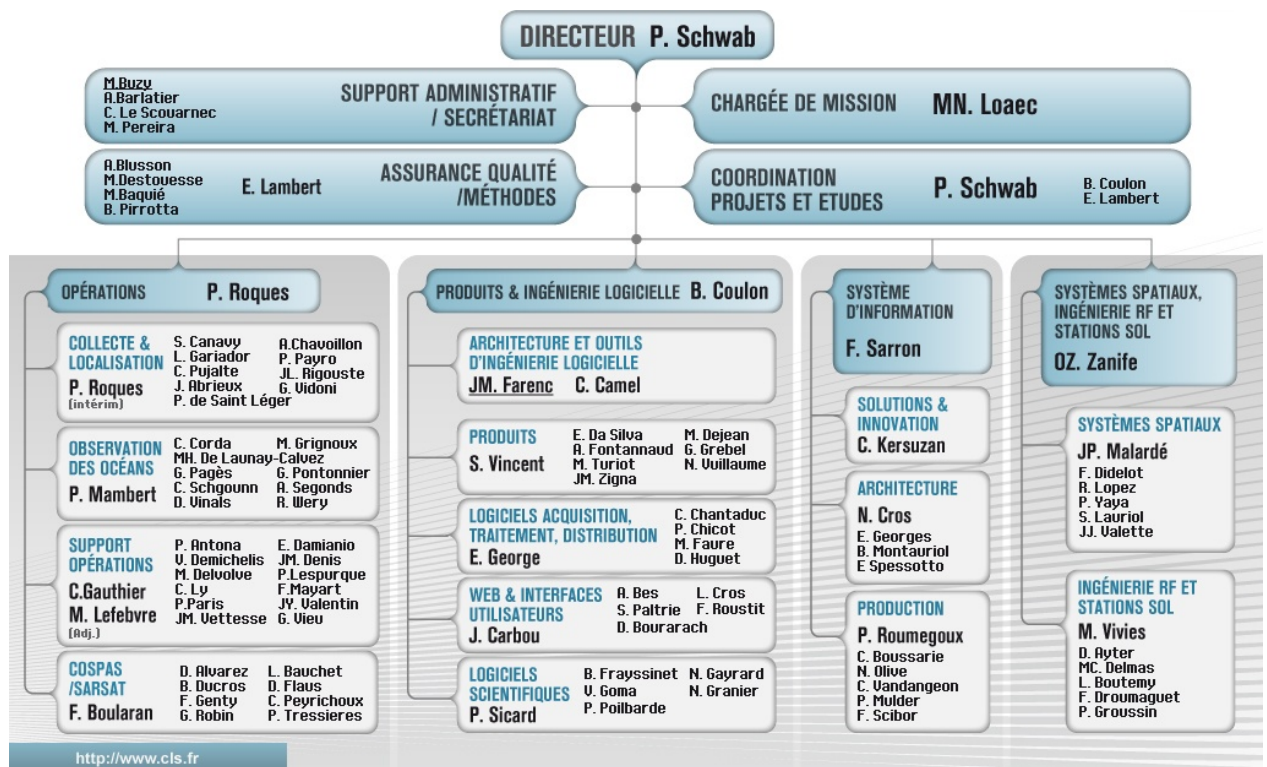 DIRECTEUR P. Schwab
M.Buzy
A.Barlatier
C. Le Scouarnec
M. Pereira
SUPPORT ADMINISTRATIF
/ SECRÉTARIAT
CHARGÉE DE MISSION MN. Loaec
A.Blusson
M.Destouesse
M.Baquié
B. Pirrotta
E. Lambert
ASSURANCE QUALITÉ
/MÉTHODES
COORDINATION
PROJETS ET ETUDES
P. Schwab
B. Coulon
E. Lambert
OPÉRATIONS P. Roques
COLLECTE &
LOCALISATION
P. Roques
(intérim)
S. Canavy A.Chavoillon
L. Gariador P. Payro
C. Pujalte JL. Rigouste
J. Abrieux G. Vidoni
P. de Saint Léger
OBSERVATION
DES OCÉANS
P. Mambert
C. Corda M. Grignoux
MH. De Launay-Calvez
G. Pagès G. Pontonnier
C. Schgounn A. Segonds
D. Vinals R. Wery
SUPPORT
OPÉRATIONS
C.Gauthier
M. Lefebvre
(Adj.)
P. Antona E. Damianio
V. Demichelis JM. Denis
M. Delvolve P.Lespurque
C. Ly F.Mayart
P.Paris JY. Valentin
JM. Vettesse G. Vieu
COSPAS
/SARSAT
F. Boularan
D. Alvarez L. Bauchet
B. Ducros D. Flaus
F. Genty C. Peyrichoux
G. Robin P. Tressieres
PRODUITS & INGÉNIERIE LOGICIELLE B. Coulon
ARCHITECTURE ET OUTILS
D'INGÉNIERIE LOGICIELLE
JM. Farenc C. Camel
PRODUITS
S. Vincent
E. Da Silva M. Dejean
A. Fontannaud G. Grebel
M. Turiot N. Vuillaume
JM. Zigna
LOGICIELS ACQUISITION,
TRAITEMENT, DISTRIBUTION
E. George
C. Chantaduc
P. Chicot
M. Faure
D. Huguet
WEB & INTERFACES
UTILISATEURS
J. Carbou
A. Bes L. Cros
S. Paltrie F. Roustit
D. Bourarach
LOGICIELS
SCIENTIFIQUES
P. Sicard
B. Frayssinet N. Gayrard
V. Goma N. Granier
P. Poilbarde
SYSTÈME
D'INFORMATION
F. Sarron
SOLUTIONS &
INNOVATION
C. Kersuzan
ARCHITECTURE
N. Cros
E. Georges
B. Montauriol
E Spessotto
PRODUCTION
P. Roumegoux
C. Boussarie
N. Olive
C. Vandangeon
P. Mulder
F. Scibor
SYSTÈMES SPATIAUX,
INGÉNIERIE RF ET
STATIONS SOL
OZ. Zanife
SYSTÈMES SPATIAUX
JP. Malardé
F. Didelot
R. Lopez
P. Yaya
S. Lauriol
JJ. Valette
INGÉNIERIE RF ET
STATIONS SOL
M. Vivies
D. Ayter
MC. Delmas
L. Boutemy
F. Droumaguet
P. Groussin
http://www.cls.fr